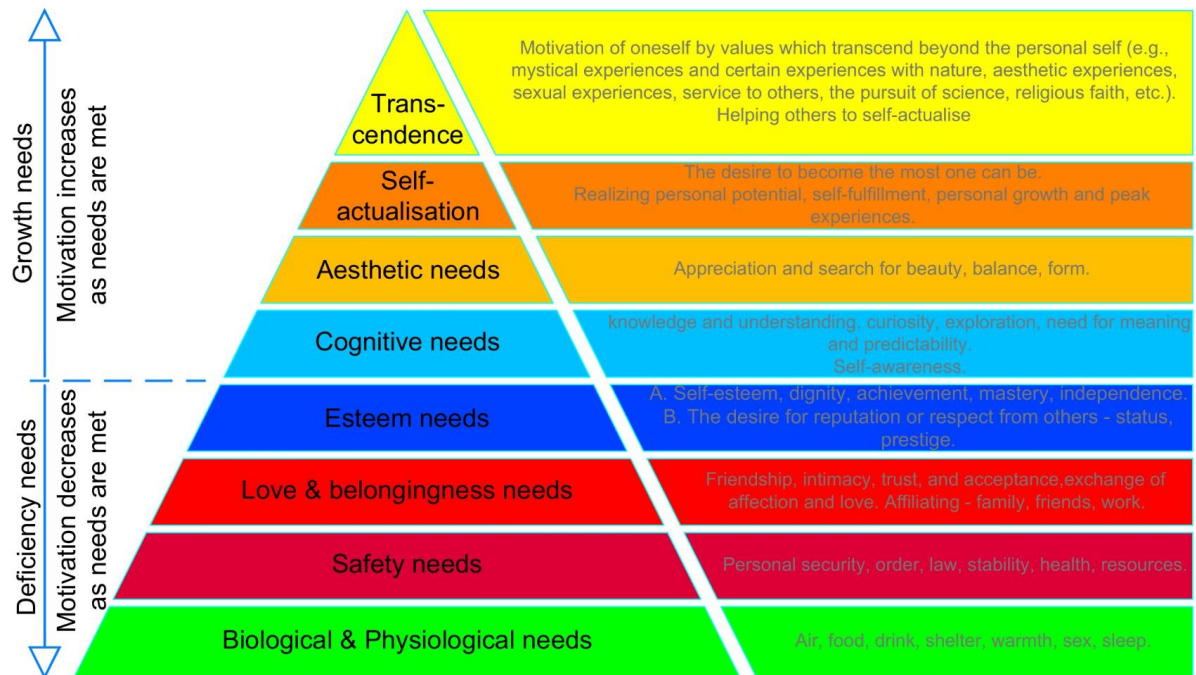 Growth needs
Motivation increases
as needs are met
Deficiency needs
Motivation decreases
as needs are met
Trans-
cendence
Motivation of oneself by values which transcend beyond the personal self (e.g.,
mystical experiences and certain experiences with nature, aesthetic experiences,
sexual experiences, service to others, the pursuit of science, religious faith, etc.).
Helping others to self-actualise
Self-
actualisation
The desire to become the most one can be.
Realizing personal potential, self-fulfillment, personal growth and peak
experiences.
Aesthetic needs
Appreciation and search for beauty, balance, form.
Cognitive needs
knowledge and understanding, curiosity, exploration, need for meaning
and predictability.
Self-awareness.
Esteem needs
A. Self-esteem, dignity, achievement, mastery, independence.
B. The desire for reputation or respect from others - status,
prestige.
Love & belongingness needs
Friendship, intimacy, trust, and acceptance,exchange of
affection and love. Affiliating - family, friends, work.
Safety needs
Personal security, order, law, stability, health, resources.
Biological & Physiological needs
Air, food, drink, shelter, warmth, sex, sleep.